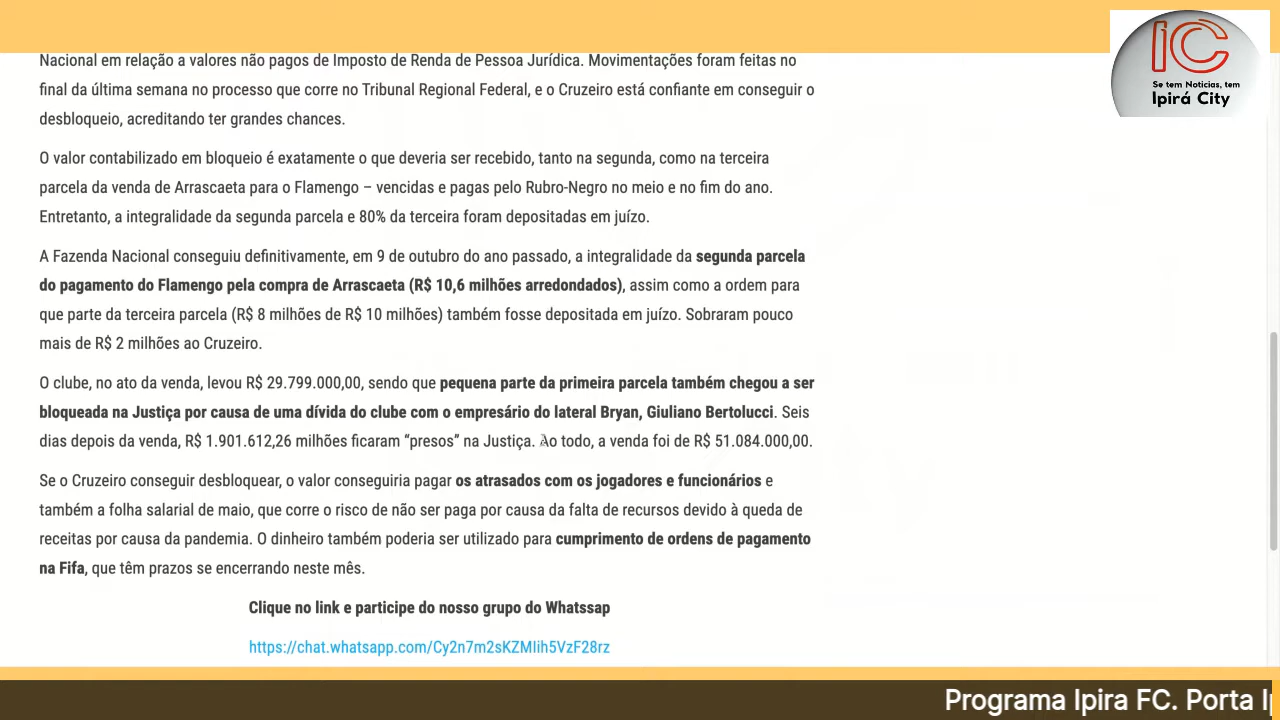 IC
Se tem Notícias, tem
Ipirá City
Nacional em relação a valores não pagos de Imposto de Renda de Pessoa Jurídica. Movimentações foram feitas no
final da última semana no processo que corre no Tribunal Regional Federal, e o Cruzeiro está confiante em conseguir o
desbloqueio, acreditando ter grandes chances.
O valor contabilizado em bloqueio é exatamente o que deveria ser recebido, tanto na segunda, como na terceira
parcela da venda de Arrascaeta para o Flamengo – vencidas e pagas pelo Rubro-Negro no meio e no fim do ano.
Entretanto, a integralidade da segunda parcela e 80% da terceira foram depositadas em juízo.
A Fazenda Nacional conseguiu definitivamente, em 9 de outubro do ano passado, a integralidade da segunda parcela
do pagamento do Flamengo pela compra de Arrascaeta (R$ 10,6 milhões arredondados), assim como a ordem para
que parte da terceira parcela (R$ 8 milhões de R$ 10 milhões) também fosse depositada em juízo. Sobraram pouco
mais de R$ 2 milhões ao Cruzeiro.
O clube, no ato da venda, levou R$ 29.799.000,00, sendo que pequena parte da primeira parcela também chegou a ser
bloqueada na Justiça por causa de uma dívida do clube com o empresário do lateral Bryan, Giuliano Bertolucci. Seis
dias depois da venda, R$ 1.901.612,26 milhões ficaram “presos” na Justiça. Ao todo, a venda foi de R$ 51.084.000,00.
Se o Cruzeiro conseguir desbloquear, o valor conseguiria pagar os atrasados com os jogadores e funcionários e
também a folha salarial de maio, que corre o risco de não ser paga por causa da falta de recursos devido à queda de
receitas por causa da pandemia. O dinheiro também poderia ser utilizado para cumprimento de ordens de pagamento
na Fifa, que têm prazos se encerrando neste mês.
Clique no link e participe do nosso grupo do Whatssap
https://chat.whatsapp.com/Cy2n7m2sKZMIih5VzF28rz
Programa Ipira FC. Porta I